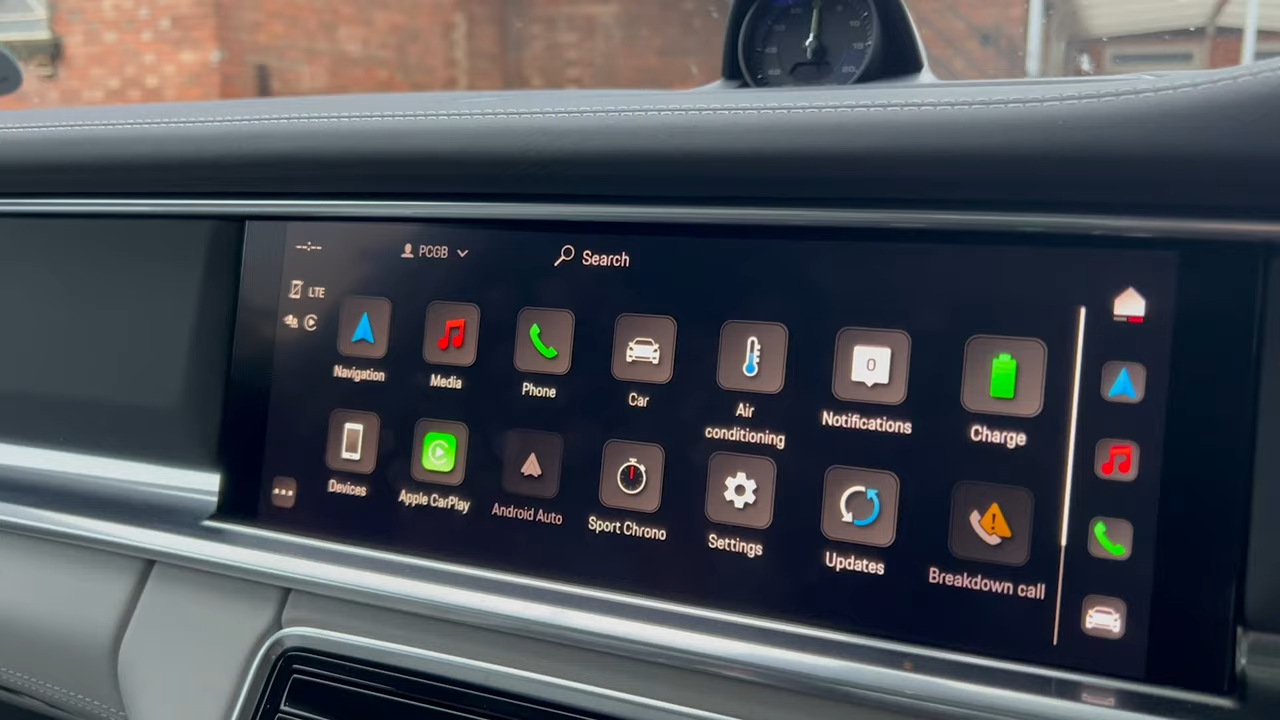 --:--
PCGB
Search
LTE
Navigation
Media
Phone
Car
Air
conditioning
0
Notifications
Charge
Devices
Apple CarPlay
Android Auto
Sport Chrono
Settings
Updates
Breakdown call